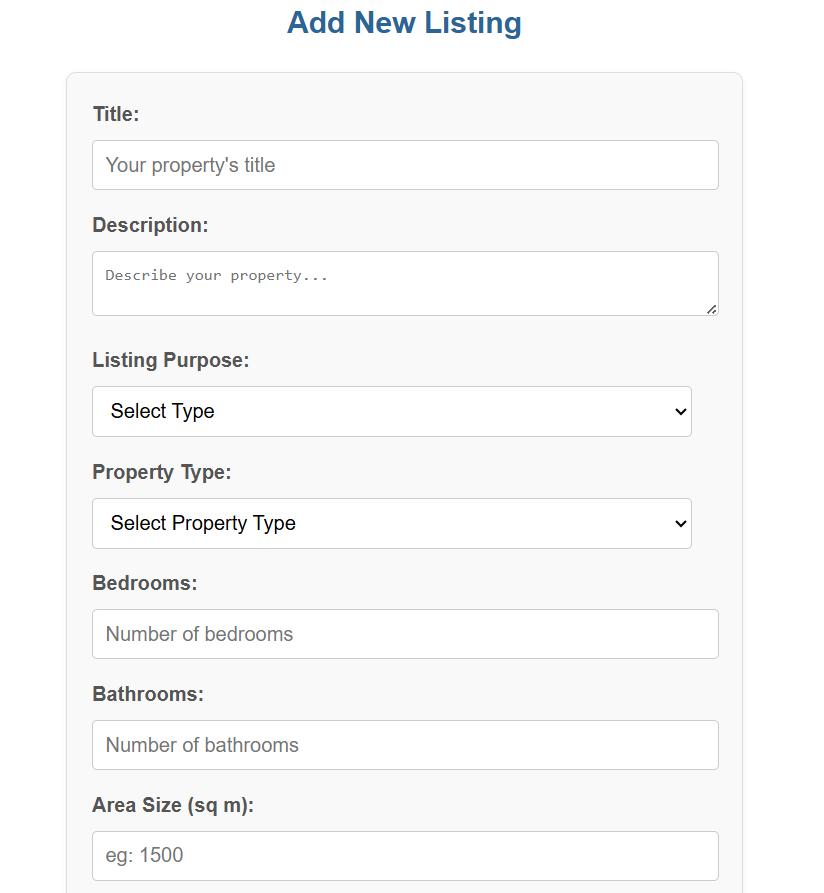 Add New Listing
Title:
Your property's title
Description:
Describe your property...
Listing Purpose:
Select Type
Property Type:
Select Property Type
Bedrooms:
Number of bedrooms
Bathrooms:
Number of bathrooms
Area Size (sq m):
eg: 1500